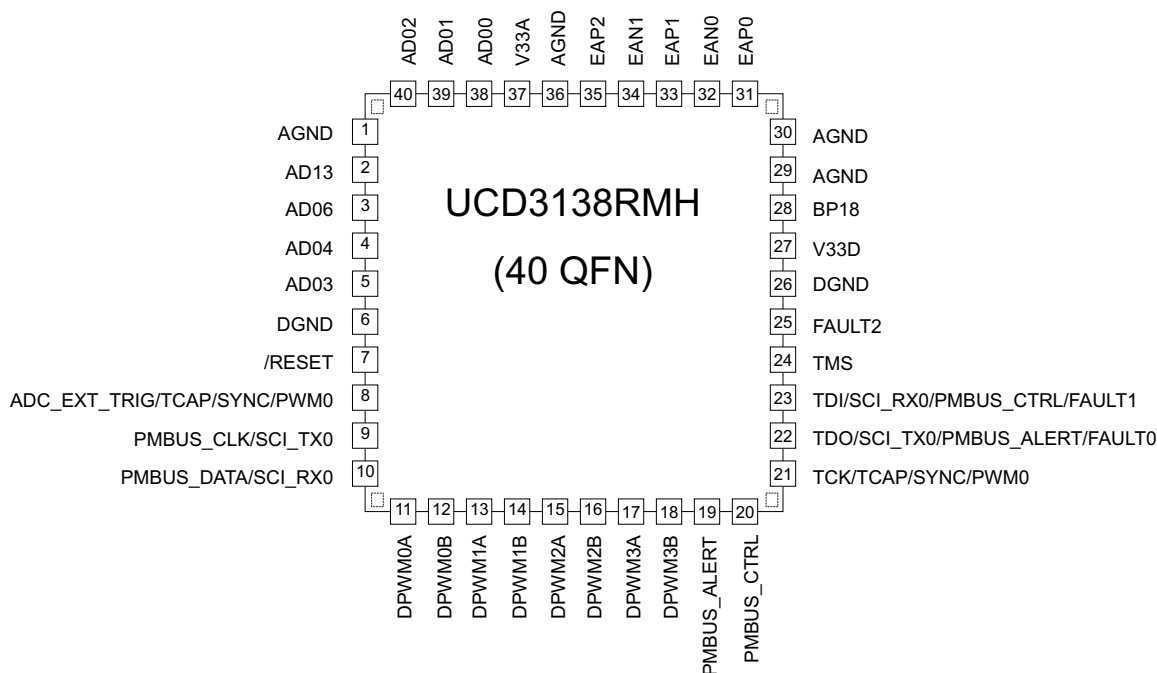 AD02
AD01
AD00
V33A
AGND
EAP2
EAN1
EAP1
EAN0
EAP0
40
39
38
37
36
35
34
33
32
31
AGND
1
AD13
2
AD06
3
AD04
4
AD03
5
DGND
6
/RESET
7
ADC_EXT_TRIG/TCAP/SYNC/PWM0
8
PMBUS_CLK/SCI_TX0
9
PMBUS_DATA/SCI_RX0
10
UCD3138RMH
(40 QFN)
30
AGND
29
AGND
28
BP18
27
V33D
26
DGND
25
FAULT2
24
TMS
23
TDI/SCI_RX0/PMBUS_CTRL/FAULT1
22
TDO/SCI_TX0/PMBUS_ALERT/FAULT0
21
TCK/TCAP/SYNC/PWM0
11
12
13
14
15
16
17
18
19
20
DPWM0A
DPWM0B
DPWM1A
DPWM1B
DPWM2A
DPWM2B
DPWM3A
DPWM3B
PMBUS_ALERT
PMBUS_CTRL